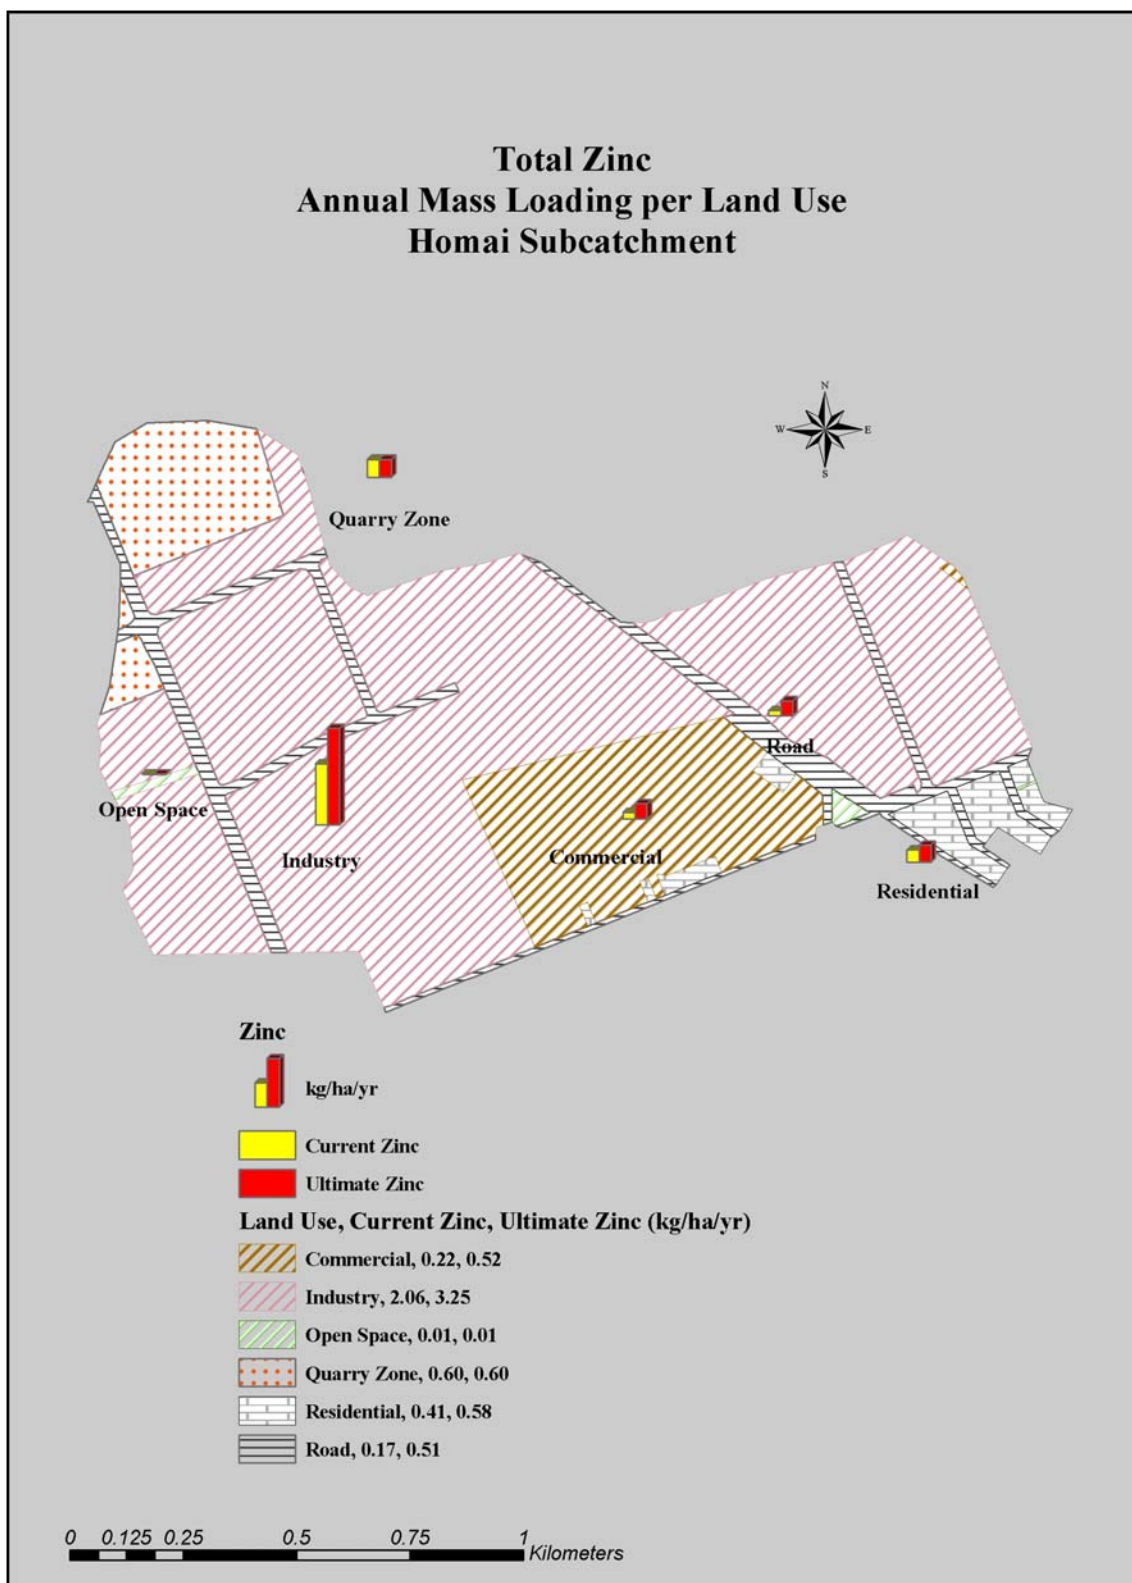 Total Zinc
Annual Mass Loading per Land Use
Homai Subcatchment
N
W E
S
Quarry Zone
Road
Open Space
Industry
Commercial
Residential
Zinc
kg/ha/yr
Current Zinc
Ultimate Zinc
Land Use, Current Zinc, Ultimate Zinc (kg/ha/yr)
Commercial, 0.22, 0.52
Industry, 2.06, 3.25
Open Space, 0.01, 0.01
Quarry Zone, 0.60, 0.60
Residential, 0.41, 0.58
Road, 0.17, 0.51
0 0.125 0.25 0.5 0.75 1
Kilometers